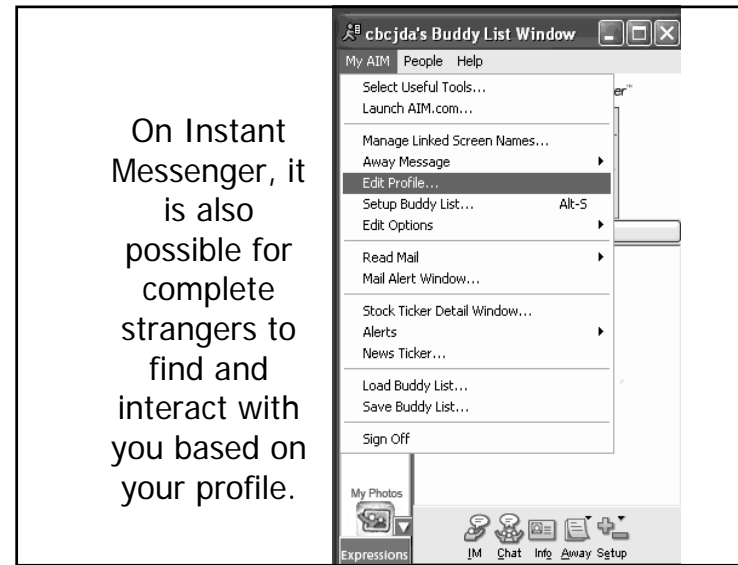 On Instant
Messenger, it
is also
possible for
complete
strangers to
find and
interact with
you based on
your profile.
cbcjda's Buddy List Window
My AIM People Help
Select Useful Tools...
Launch AIM.com...
Manage Linked Screen Names...
Away Message
Edit Profile...
Setup Buddy List... Alt-S
Edit Options
Read Mail
Mail Alert Window...
Stock Ticker Detail Window...
Alerts
News Ticker...
Load Buddy List...
Save Buddy List...
Sign Off
er™
My Photos
Expressions
IM Chat Info Away Setup